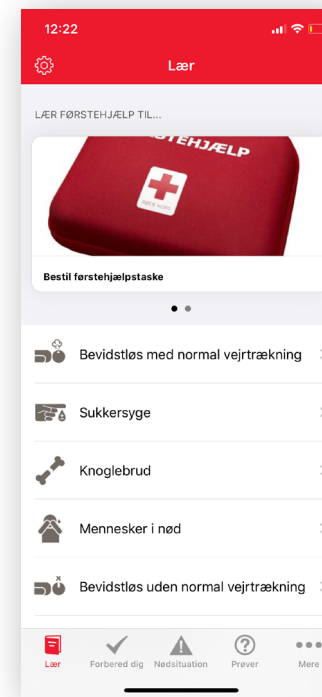 12:22
Lær
LÆR FØRSTEHJÆLP TIL...
Bestil førstehjælpstaske
Bevidstløs med normal vejrtrækning
Sukkersyge
Knoglebrud
Mennesker i nød
Bevidstløs uden normal vejrtrækning
Lær Forbered dig Nødsituation Prøver Mere